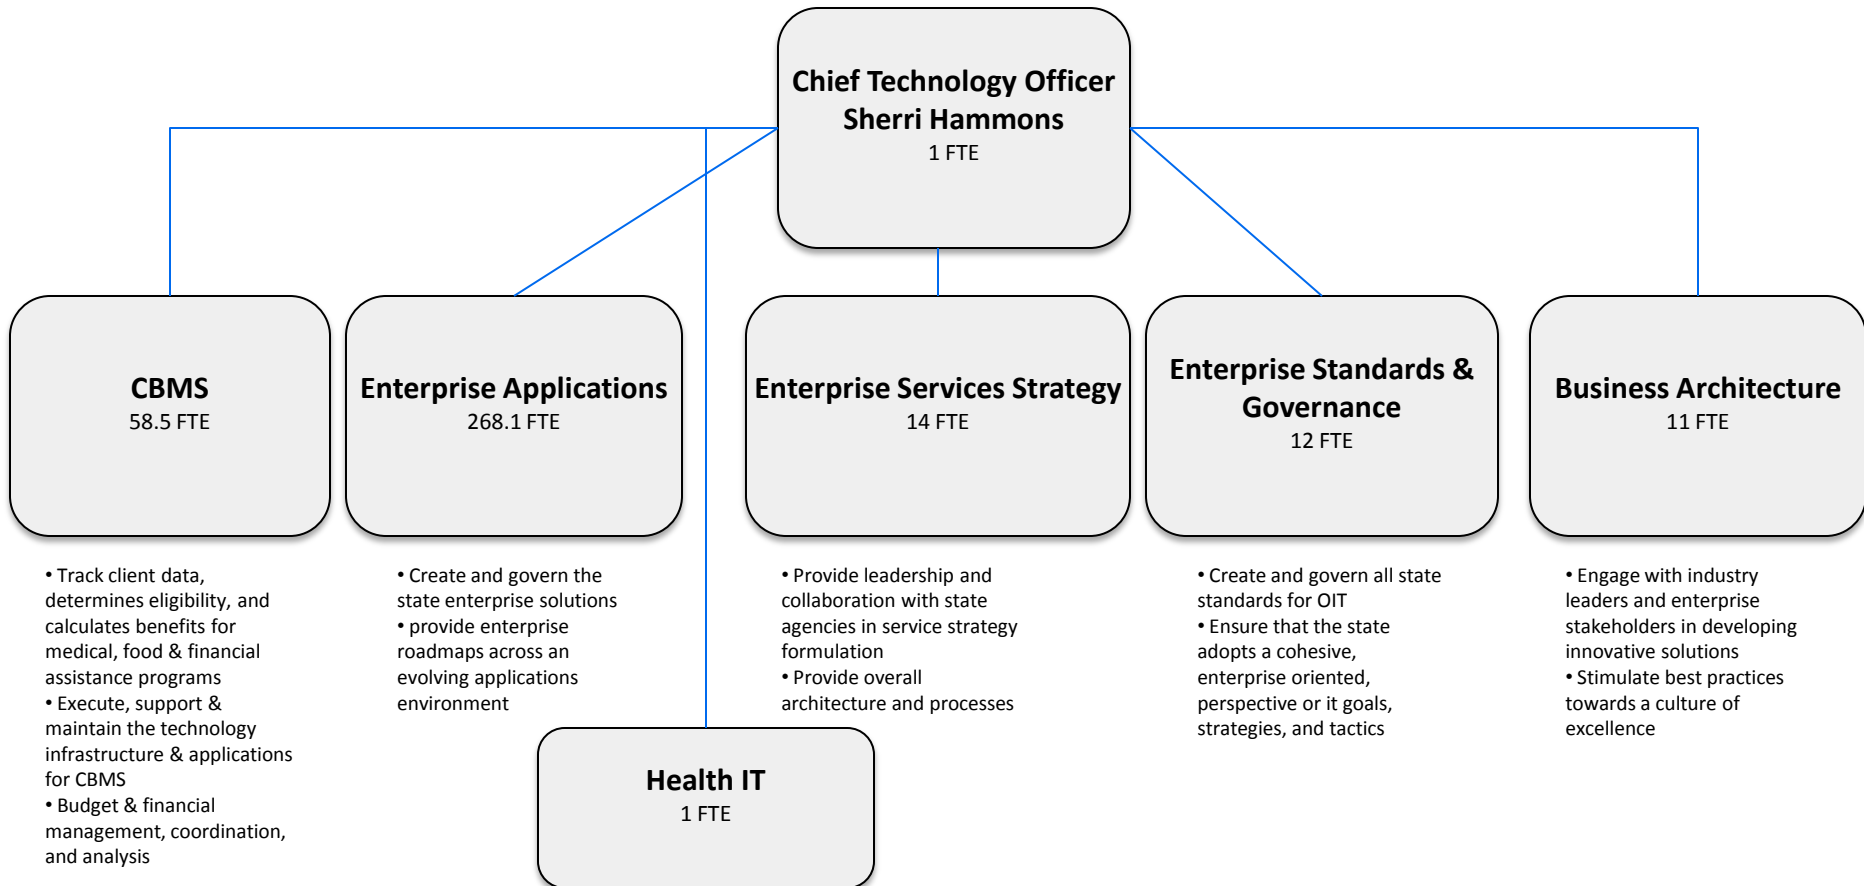 Chief Technology Officer
Sherri Hammons
1 FTE
CBMS
58.5 FTE
Enterprise Applications
268.1 FTE
Enterprise Services Strategy
14 FTE
Enterprise Standards &
Governance
12 FTE
Business Architecture
11 FTE
• Track client data,
determines eligibility, and
calculates benefits for
medical, food & financial
assistance programs
• Execute, support &
maintain the technology
infrastructure & applications
for CBMS
• Budget & financial
management, coordination,
and analysis
• Create and govern the
state enterprise solutions
• provide enterprise
roadmaps across an
evolving applications
environment
• Provide leadership and
collaboration with state
agencies in service strategy
formulation
• Provide overall
architecture and processes
• Create and govern all state
standards for OIT
• Ensure that the state
adopts a cohesive,
enterprise oriented,
perspective or it goals,
strategies, and tactics
• Engage with industry
leaders and enterprise
stakeholders in developing
innovative solutions
• Stimulate best practices
towards a culture of
excellence
Health IT
1 FTE